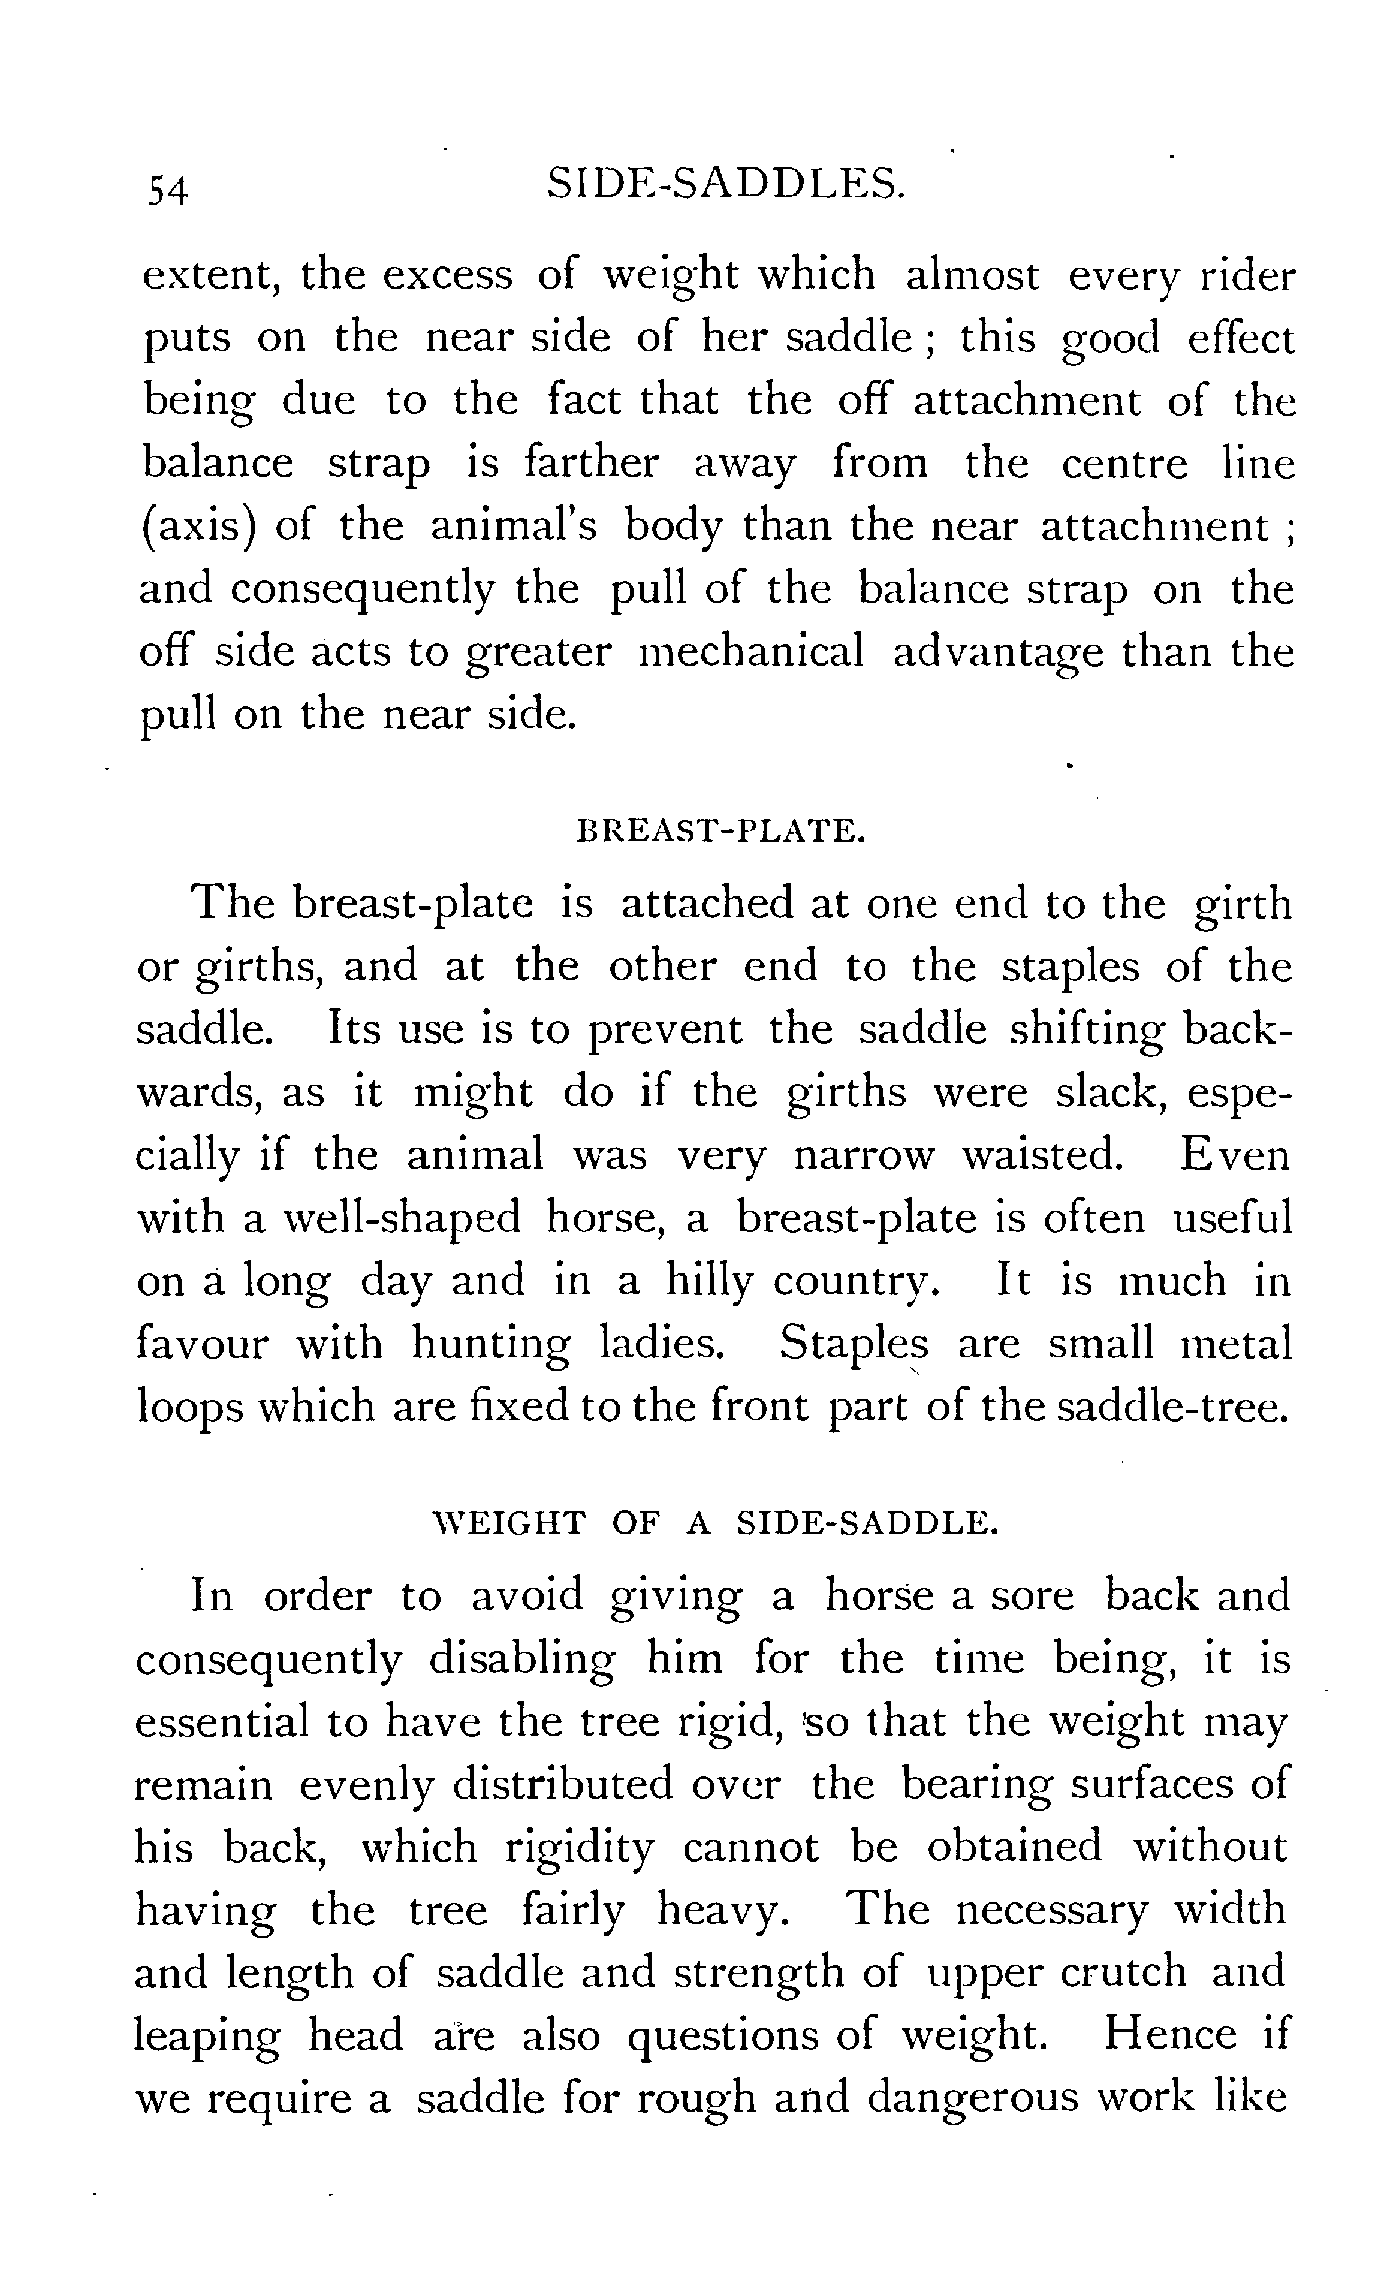 54 SIDE-SADDLES.
extent, the excess of weight which almost every rider
puts on the near side of her saddle ; this good effect
being due to the fact that the off attachment of the
balance strap is farther away from the centre line
(axis) of the animal's body than the near attachment ;
and consequently the pull of the balance strap on the
off side acts to greater mechanical advantage than the
pull on the near side.
BREAST-PLATE.
The breast-plate is attached at one end to the girth
or girths, and at the other end to the staples of the
saddle. Its use is to prevent the saddle shifting back-
wards, as it might do if the girths were slack, espe-
cially if the animal was very narrow waisted. Even
with a well-shaped horse, a breast-plate is often useful
on a long day and in a hilly country. It is much in
favour with hunting ladies. Staples are small metal
loops which are fixed to the front part of the saddle-tree.
WEIGHT OF A SIDE-SADDLE.
In order to avoid giving a horse a sore back and
consequently disabling him for the time being, it is
essential to have the tree rigid, so that the weight may
remain evenly distributed over the bearing surfaces of
his back, which rigidity cannot be obtained without
having the tree fairly heavy. The necessary width
and length of saddle and strength of upper crutch and
leaping head are also questions of weight. Hence if
we require a saddle for rough and dangerous work like